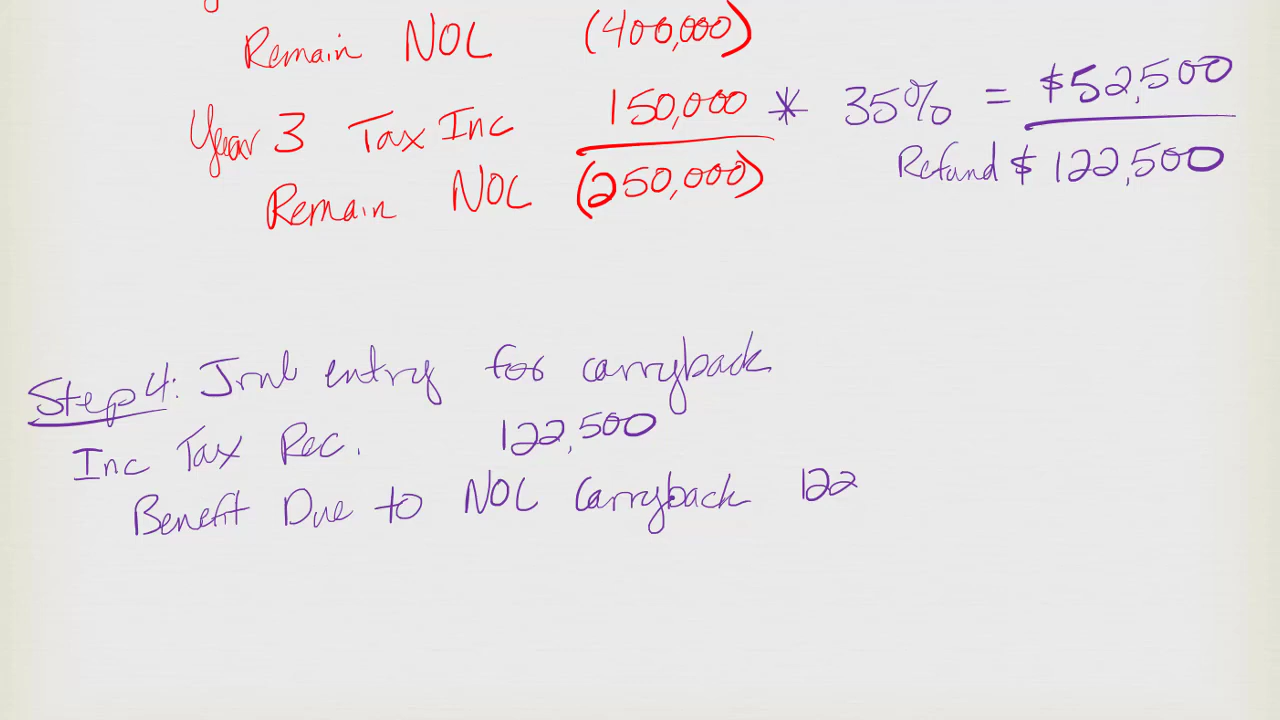 Remain NOL (400,000)
Year 3 Tax Inc 150,000 * 35% = $52,500
Remain NOL (250,000) Refund $ 122,500
Step 4: Jrnl entry for carryback
Inc Tax Rec. 122,500
Benefit Due to NOL Carryback 122